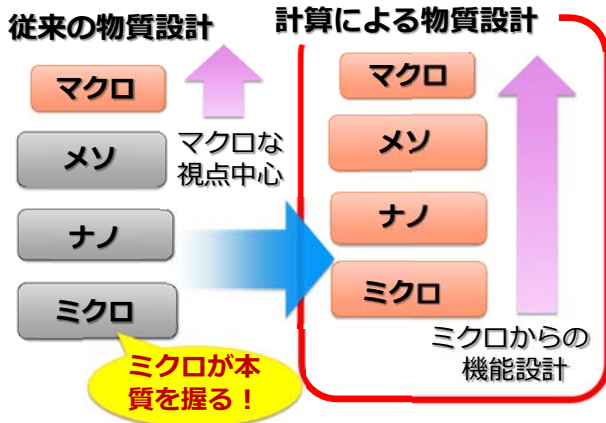 従来の物質設計
マクロ
メソ
ナノ
ミクロ
マクロな
視点中心
ミクロが本
質を握る！
計算による物質設計
マクロ
メソ
ナノ
ミクロ
ミクロからの
機能設計